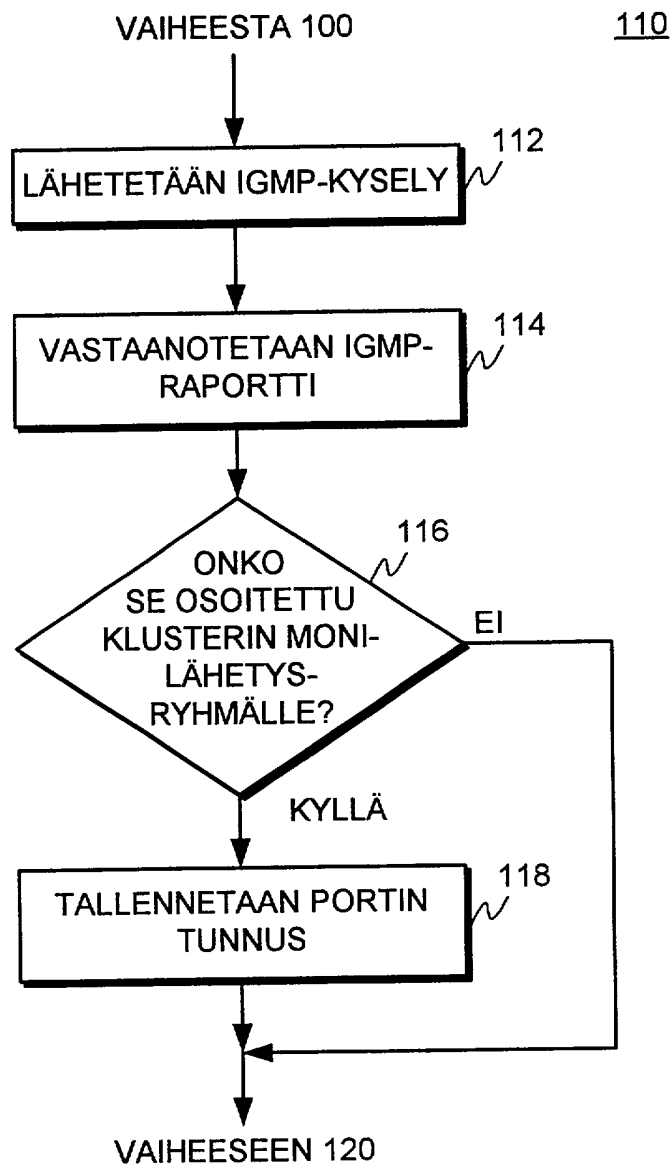 VAIHEESTA 100
110
112
LÄHETETÄÄN IGMP-KYSELY
114
VASTAANOTETAAN IGMP-
RAPORTTI
116
ONKO
SE OSOITETTU
KLUSTERIN MONI-
LÄHETYS-
RYHMÄLLE?
EI
KYLLÄ
118
TALLENNETAAN PORTIN
TUNNUS
VAIHEESEEN 120